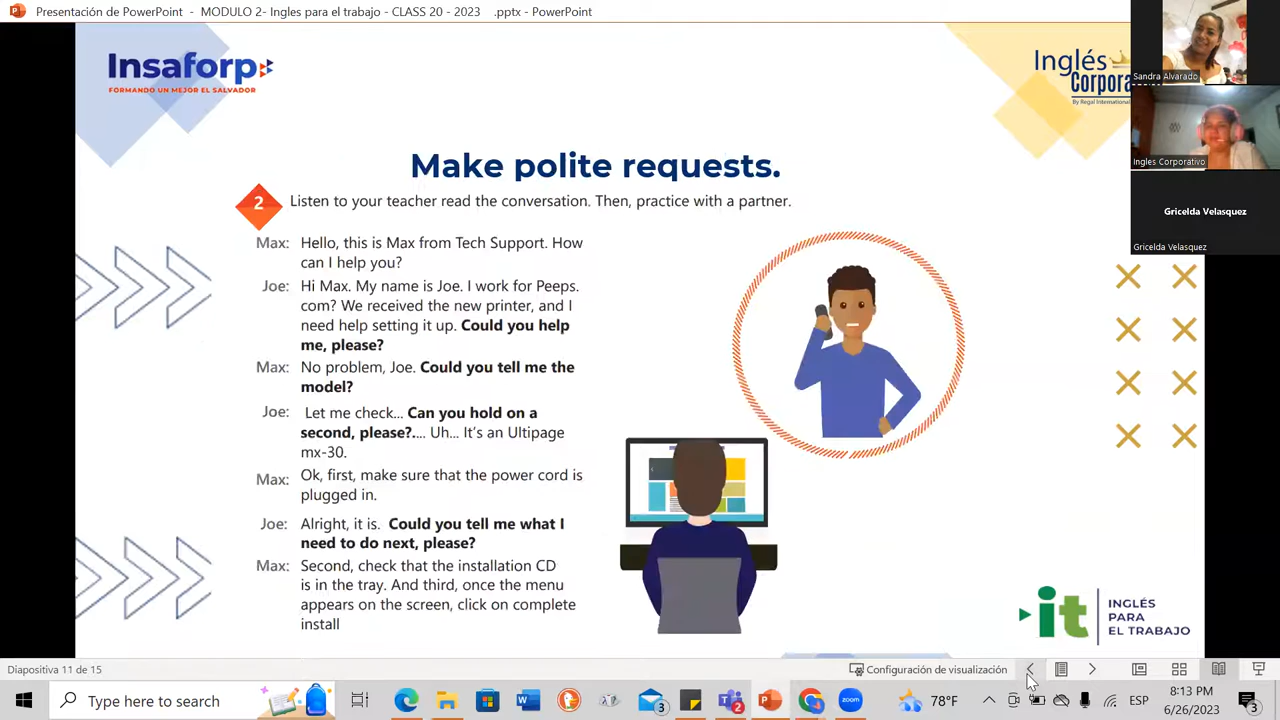 Presentación de PowerPoint - MODULO 2- Ingles para el trabajo - CLASS 20 - 2023 .pptx - PowerPoint
Insaforp
FORMANDO UN MEJOR EL SALVADOR
Inglés
Corpora
By Regal International
Sandra Alvarado
Ingles Corporativo
Gricelda Velasquez
Gricelda Velasquez
Make polite requests.
2 Listen to your teacher read the conversation. Then, practice with a partner.
Max: Hello, this is Max from Tech Support. How
can I help you?
Joe: Hi Max. My name is Joe. I work for Peeps.
com? We received the new printer, and I
need help setting it up. Could you help
me, please?
Max: No problem, Joe. Could you tell me the
model?
Joe: Let me check... Can you hold on a
second, please?.... Uh... It's an Ultipage
mx-30.
Max: Ok, first, make sure that the power cord is
plugged in.
Joe: Alright, it is. Could you tell me what I
need to do next, please?
Max: Second, check that the installation CD
is in the tray. And third, once the menu
appears on the screen, click on complete
install
it
INGLÉS
PARA
EL TRABAJO
Diapositiva 11 de 15
Configuración de visualización
Type here to search
3
2
zoom
78°F
ESP
8:13 PM
6/26/2023
3